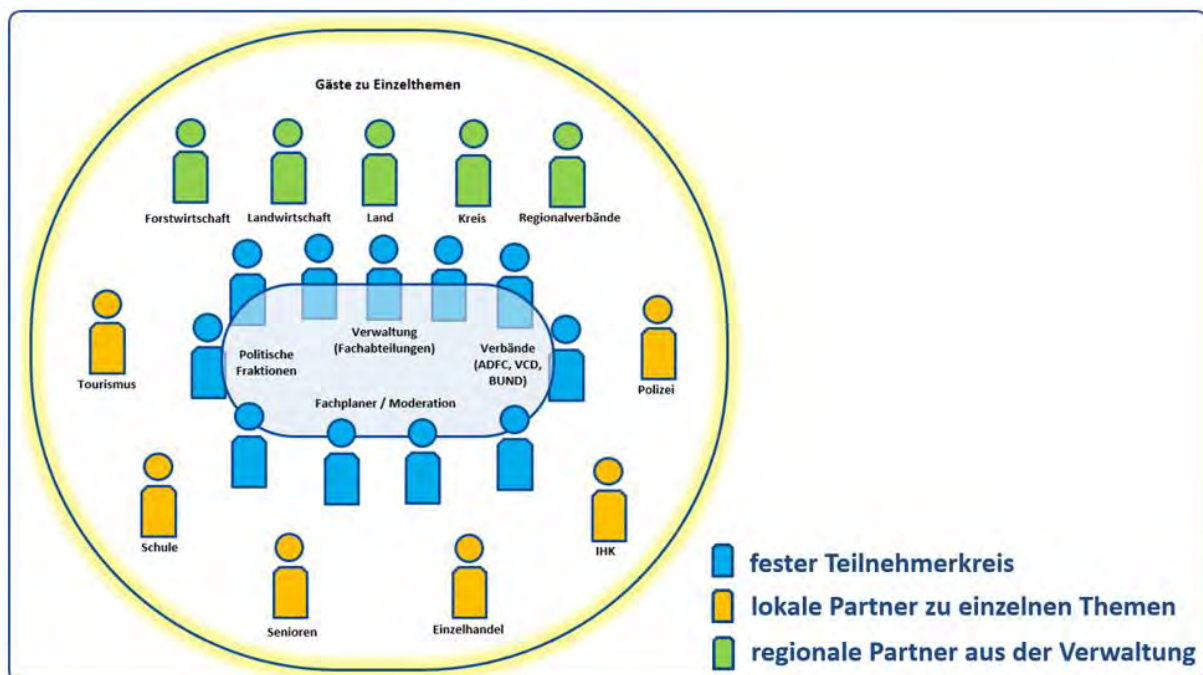 Gäste zu Einzelthemen
Forstwirtschaft
Landwirtschaft
Land
Kreis
Regionalverbände
Tourismus
Politische
Fraktionen
Verwaltung
(Fachabteilungen)
Verbände
(ADFC, VCD,
BUND)
Polizei
Fachplaner / Moderation
Schule
Senioren
Einzelhandel
IHK
fester Teilnehmerkreis
lokale Partner zu einzelnen Themen
regionale Partner aus der Verwaltung